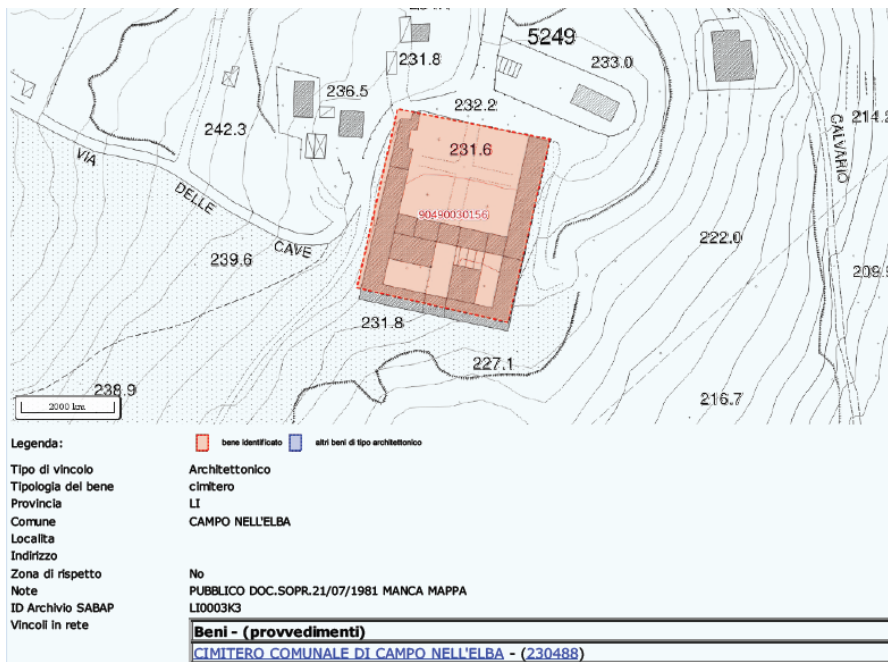 5249
231.8
233.0
236.5
232.2
214.2
242.3
231.6
CALVARIO
VIA
DELLE
90490030156
CAVE
222.0
239.6
209.9
231.8
227.1
238.9
216.7
2000 km
Legenda: bene identificato altri beni di tipo architettonico
Tipo di vincolo Architettonico
Tipologia del bene cimitero
Provincia LI
Comune CAMPO NELL'ELBA
Localita
Indirizzo
Zona di rispetto No
Note PUBBLICO DOC.SOPR.21/07/1981 MANCA MAPPA
ID Archivio SABAP LI0003K3
Vincoli in rete Beni - (provvedimenti)
CIMITERO COMUNALE DI CAMPO NELL'ELBA - (230488)